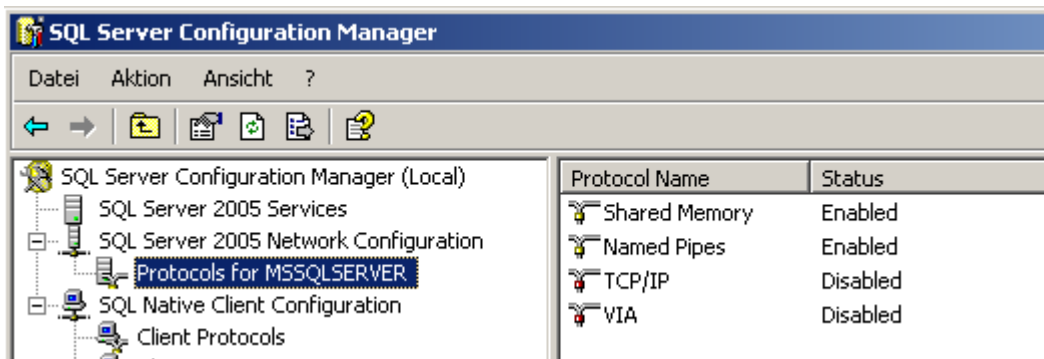 SQL Server Configuration Manager
Datei Aktion Ansicht ?
SQL Server Configuration Manager (Local)
SQL Server 2005 Services
SQL Server 2005 Network Configuration
Protocols for MSSQLSERVER
SQL Native Client Configuration
Client Protocols
Protocol Name Status
Shared Memory Enabled
Named Pipes Enabled
TCP/IP Disabled
VIA Disabled